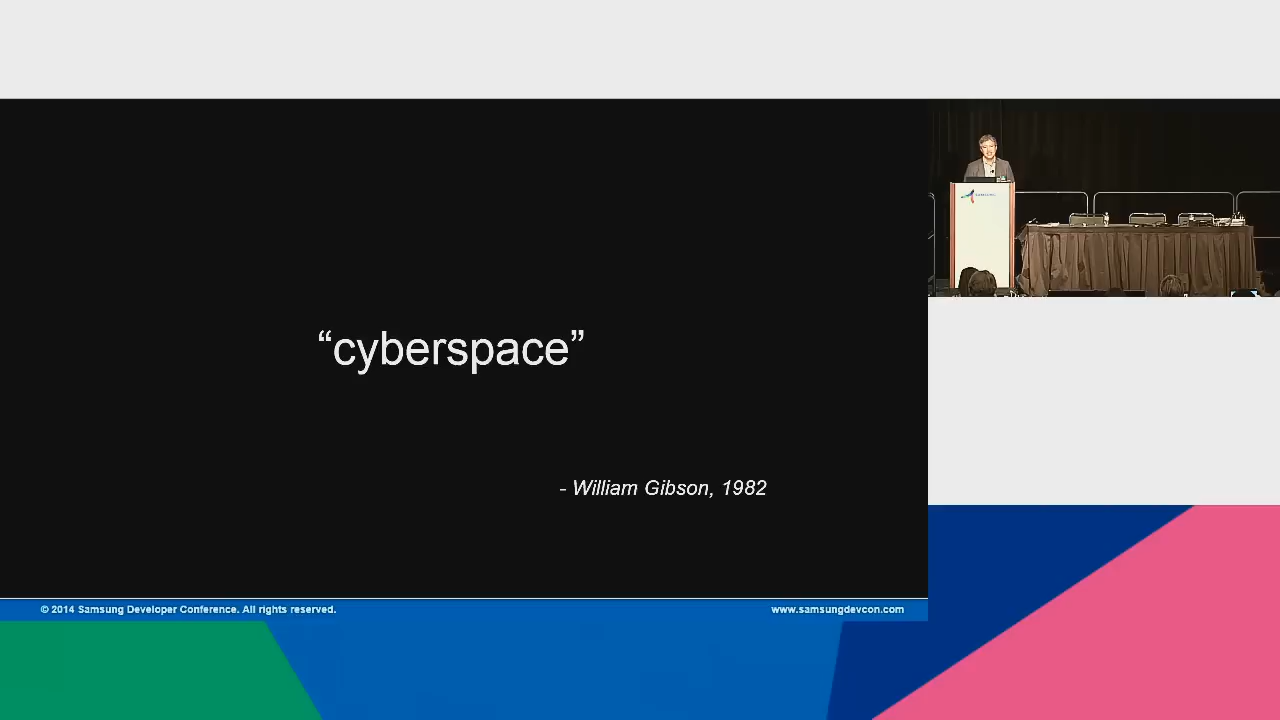 “cyberspace”
- William Gibson, 1982
© 2014 Samsung Developer Conference. All rights reserved.
www.samsungdevcon.com